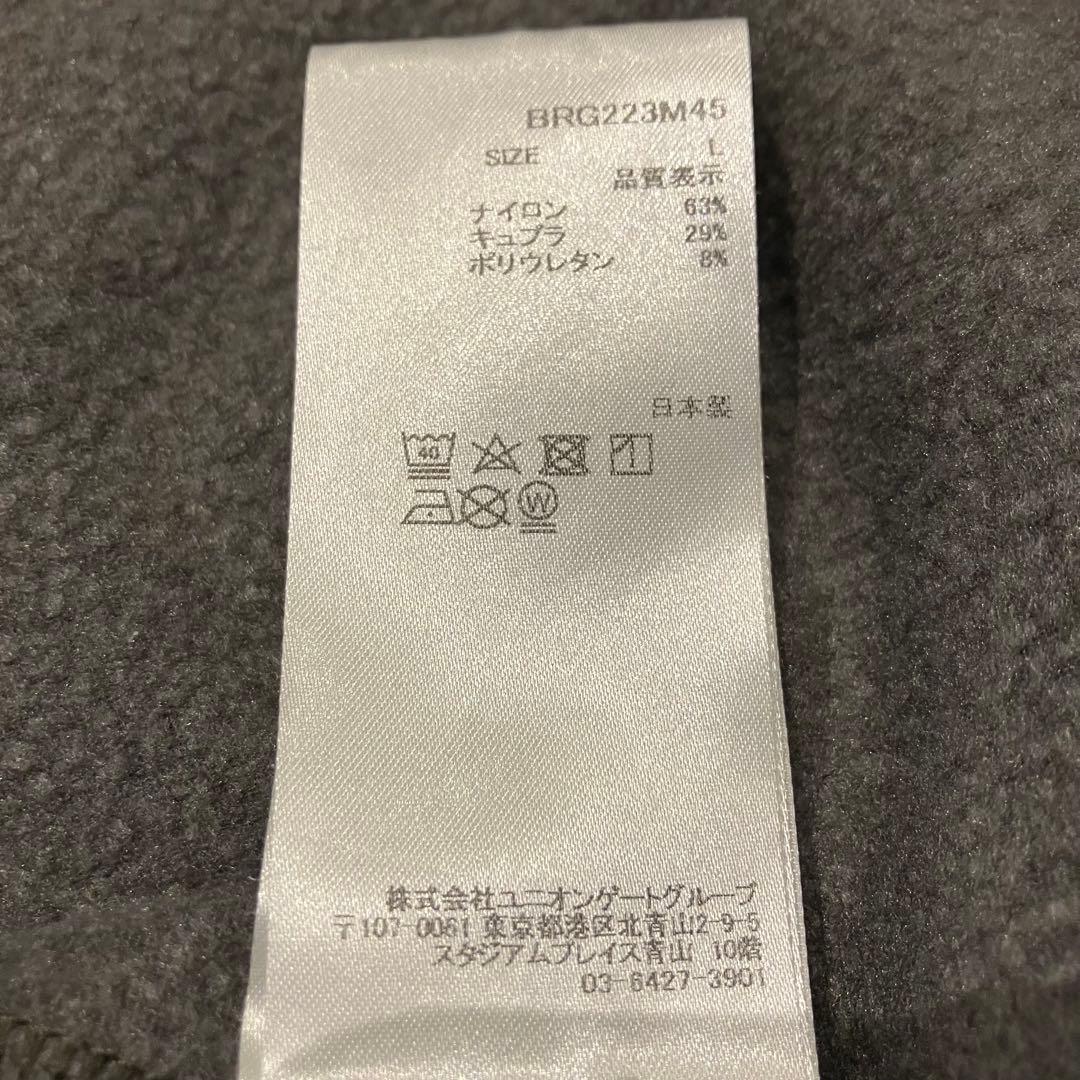 BRG223M45
SIZE L
品質表示
ナイロン 63%
キュプラ 29%
ポリウレタン 8%
日本製
40
W
株式会社ユニオンゲートグループ
〒107-0061 東京都港区北青山2-9-5
スタジアムプレイス青山 10階
03-6427-3901